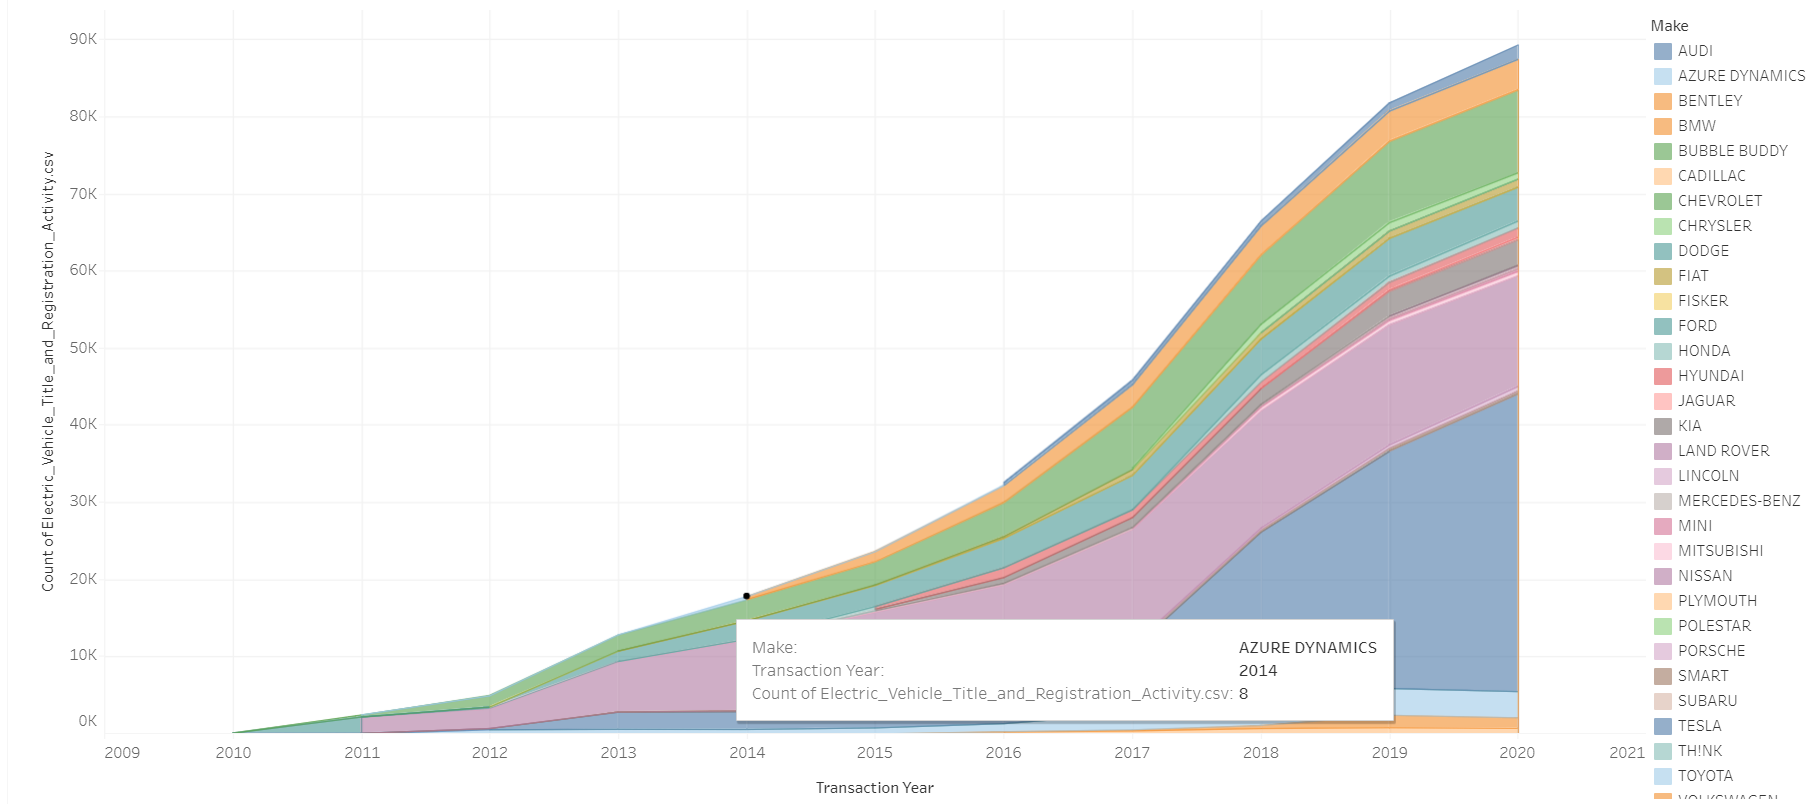 90K
80K
70K
60K
50K
40K
30K
20K
10K
0K
Count of Electric_Vehicle_Title_and_Registration_Activity.csv
2009 2010 2011 2012 2013 2014 2015 2016 2017 2018 2019 2020 2021
Transaction Year
Make: AZURE DYNAMICS
Transaction Year: 2014
Count of Electric_Vehicle_Title_and_Registration_Activity.csv: 8
Make
AUDI
AZURE DYNAMICS
BENTLEY
BMW
BUBBLE BUDDY
CADILLAC
CHEVROLET
CHRYSLER
DODGE
FIAT
FISKER
FORD
HONDA
HYUNDAI
JAGUAR
KIA
LAND ROVER
LINCOLN
MERCEDES-BENZ
MINI
MITSUBISHI
NISSAN
PLYMOUTH
POLESTAR
PORSCHE
SMART
SUBARU
TESLA
TH!NK
TOYOTA
VOLKSWAGEN